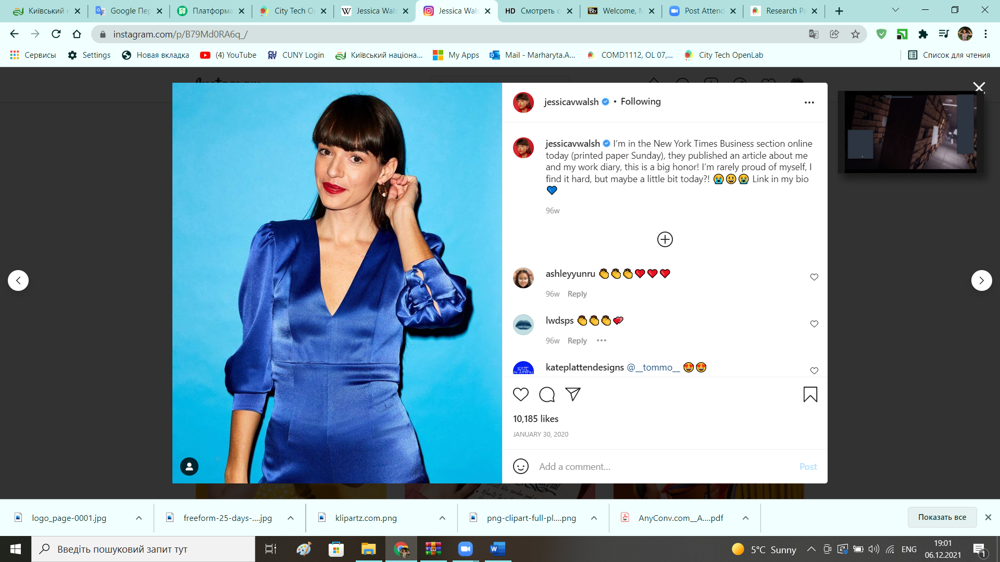 Київський н
Google Пер
Платформа
City Tech O
Jessica Wals
Jessica Wals
HD Смотреть с
Bb Welcome, M
Post Attend
Research Pa
instagram.com/p/B79Md0RA6q_/
Сервисы
Settings
Новая вкладка
(4) YouTube
CUNY Login
Київський націона...
My Apps
Mail - Marharyta.A...
COMD1112, OL 07,...
City Tech OpenLab
Список для чтения
jessicavwalsh • Following
jessicavwalsh I'm in the New York Times Business section online
today (printed paper Sunday), they published an article about me
and my work diary, this is a big honor! I'm rarely proud of myself, I
find it hard, but maybe a little bit today?! 😭😃😭 Link in my bio
💙
96w
ashleyyunru 👏👏👏❤️❤️❤️
96w Reply
lwdsps 👏👏👏💕
96w Reply
KATE
PLATTEN
kateplattendesigns @__tommo__ 😍😍
10,185 likes
JANUARY 30, 2020
Add a comment...
Post
logo_page-0001.jpg
freeform-25-days-....jpg
klipartz.com.png
png-clipart-full-pl....png
AnyConv.com__A....pdf
Показать все
Введіть пошуковий запит тут
5°C Sunny
ENG
19:01
06.12.2021
1